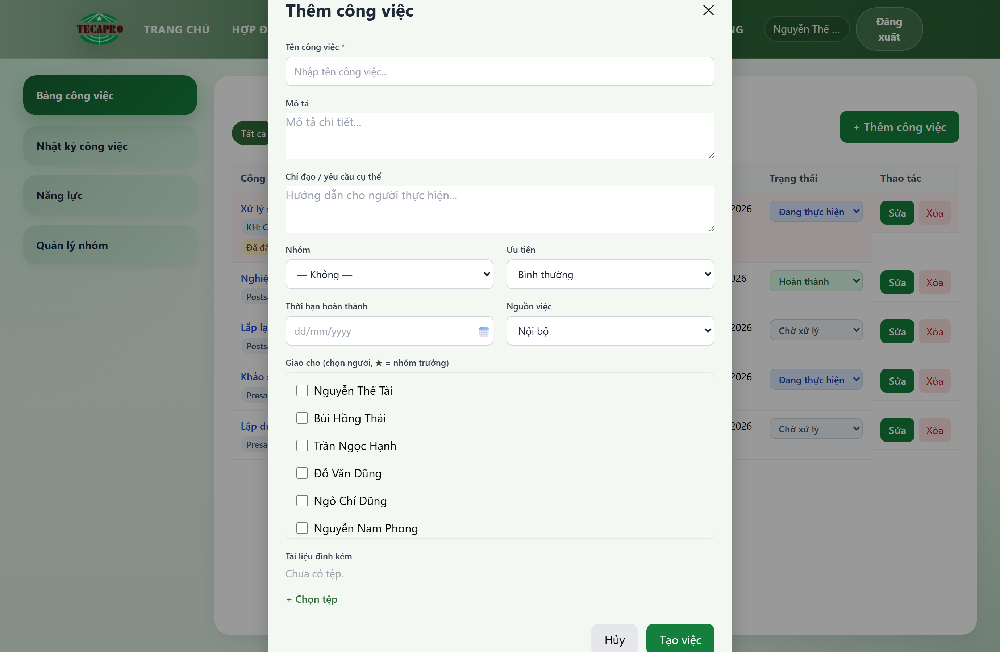 Thêm công việc
TECAPRO
TRANG CHỦ
HỢP Đ
NG
Nguyễn Thế ...
Đăng xuất
Bảng công việc
Nhật ký công việc
Năng lực
Quản lý nhóm
Tên công việc *
Nhập tên công việc...
Mô tả
Mô tả chi tiết...
Chỉ đạo / yêu cầu cụ thể
Hướng dẫn cho người thực hiện...
Nhóm
Ưu tiên
— Không —
Bình thường
Thời hạn hoàn thành
Nguồn việc
dd/mm/yyyy
Nội bộ
Giao cho (chọn người, ★ = nhóm trưởng)
Nguyễn Thế Tài
Bùi Hồng Thái
Trần Ngọc Hạnh
Đỗ Văn Dũng
Ngô Chí Dũng
Nguyễn Nam Phong
Tài liệu đính kèm
Chưa có tệp.
+ Chọn tệp
Hủy
Tạo việc
Tất cả
+ Thêm công việc
Công
Trạng thái
Thao tác
Xử lý
KH: C
Đã đă
2026
Đang thực hiện
Sửa
Xóa
Nghiệ
Posts
026
Hoàn thành
Sửa
Xóa
Lắp lạ
Posts
2026
Chờ xử lý
Sửa
Xóa
Khảo
Presa
2026
Đang thực hiện
Sửa
Xóa
Lập dụ
Presa
2026
Chờ xử lý
Sửa
Xóa